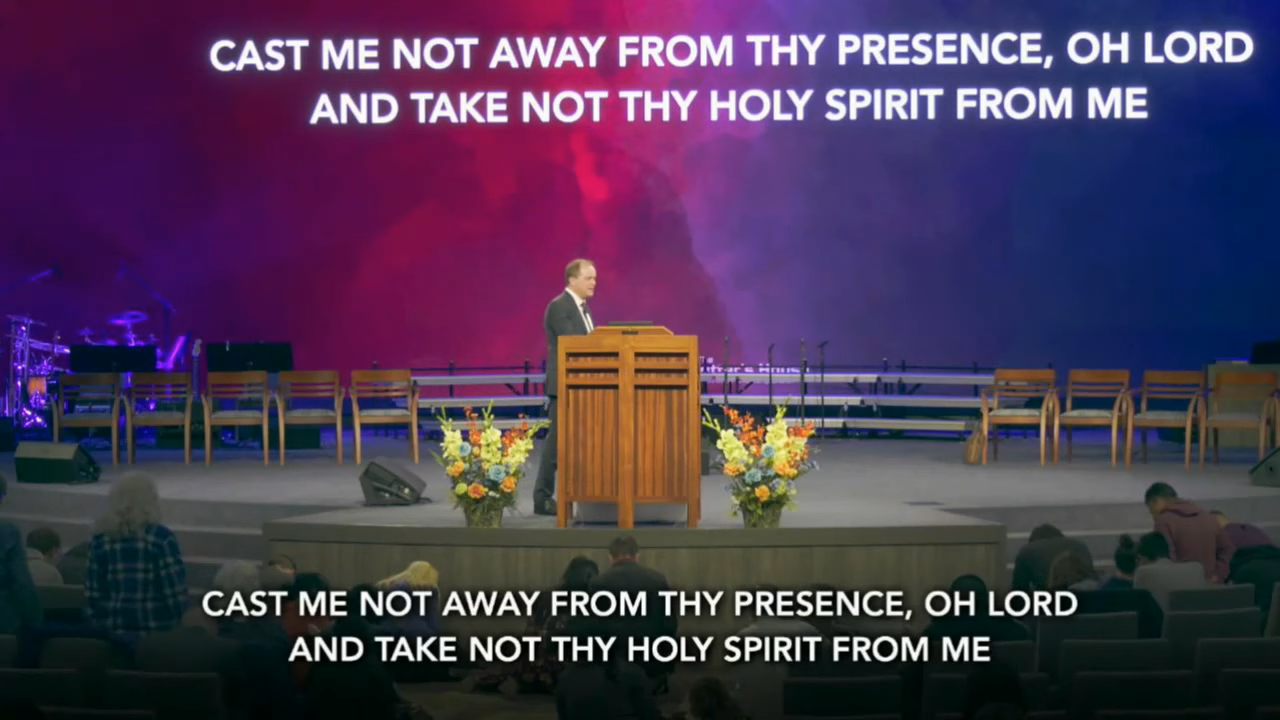 CAST ME NOT AWAY FROM THY PRESENCE, OH LORD
AND TAKE NOT THY HOLY SPIRIT FROM ME
CAST ME NOT AWAY FROM THY PRESENCE, OH LORD
AND TAKE NOT THY HOLY SPIRIT FROM ME